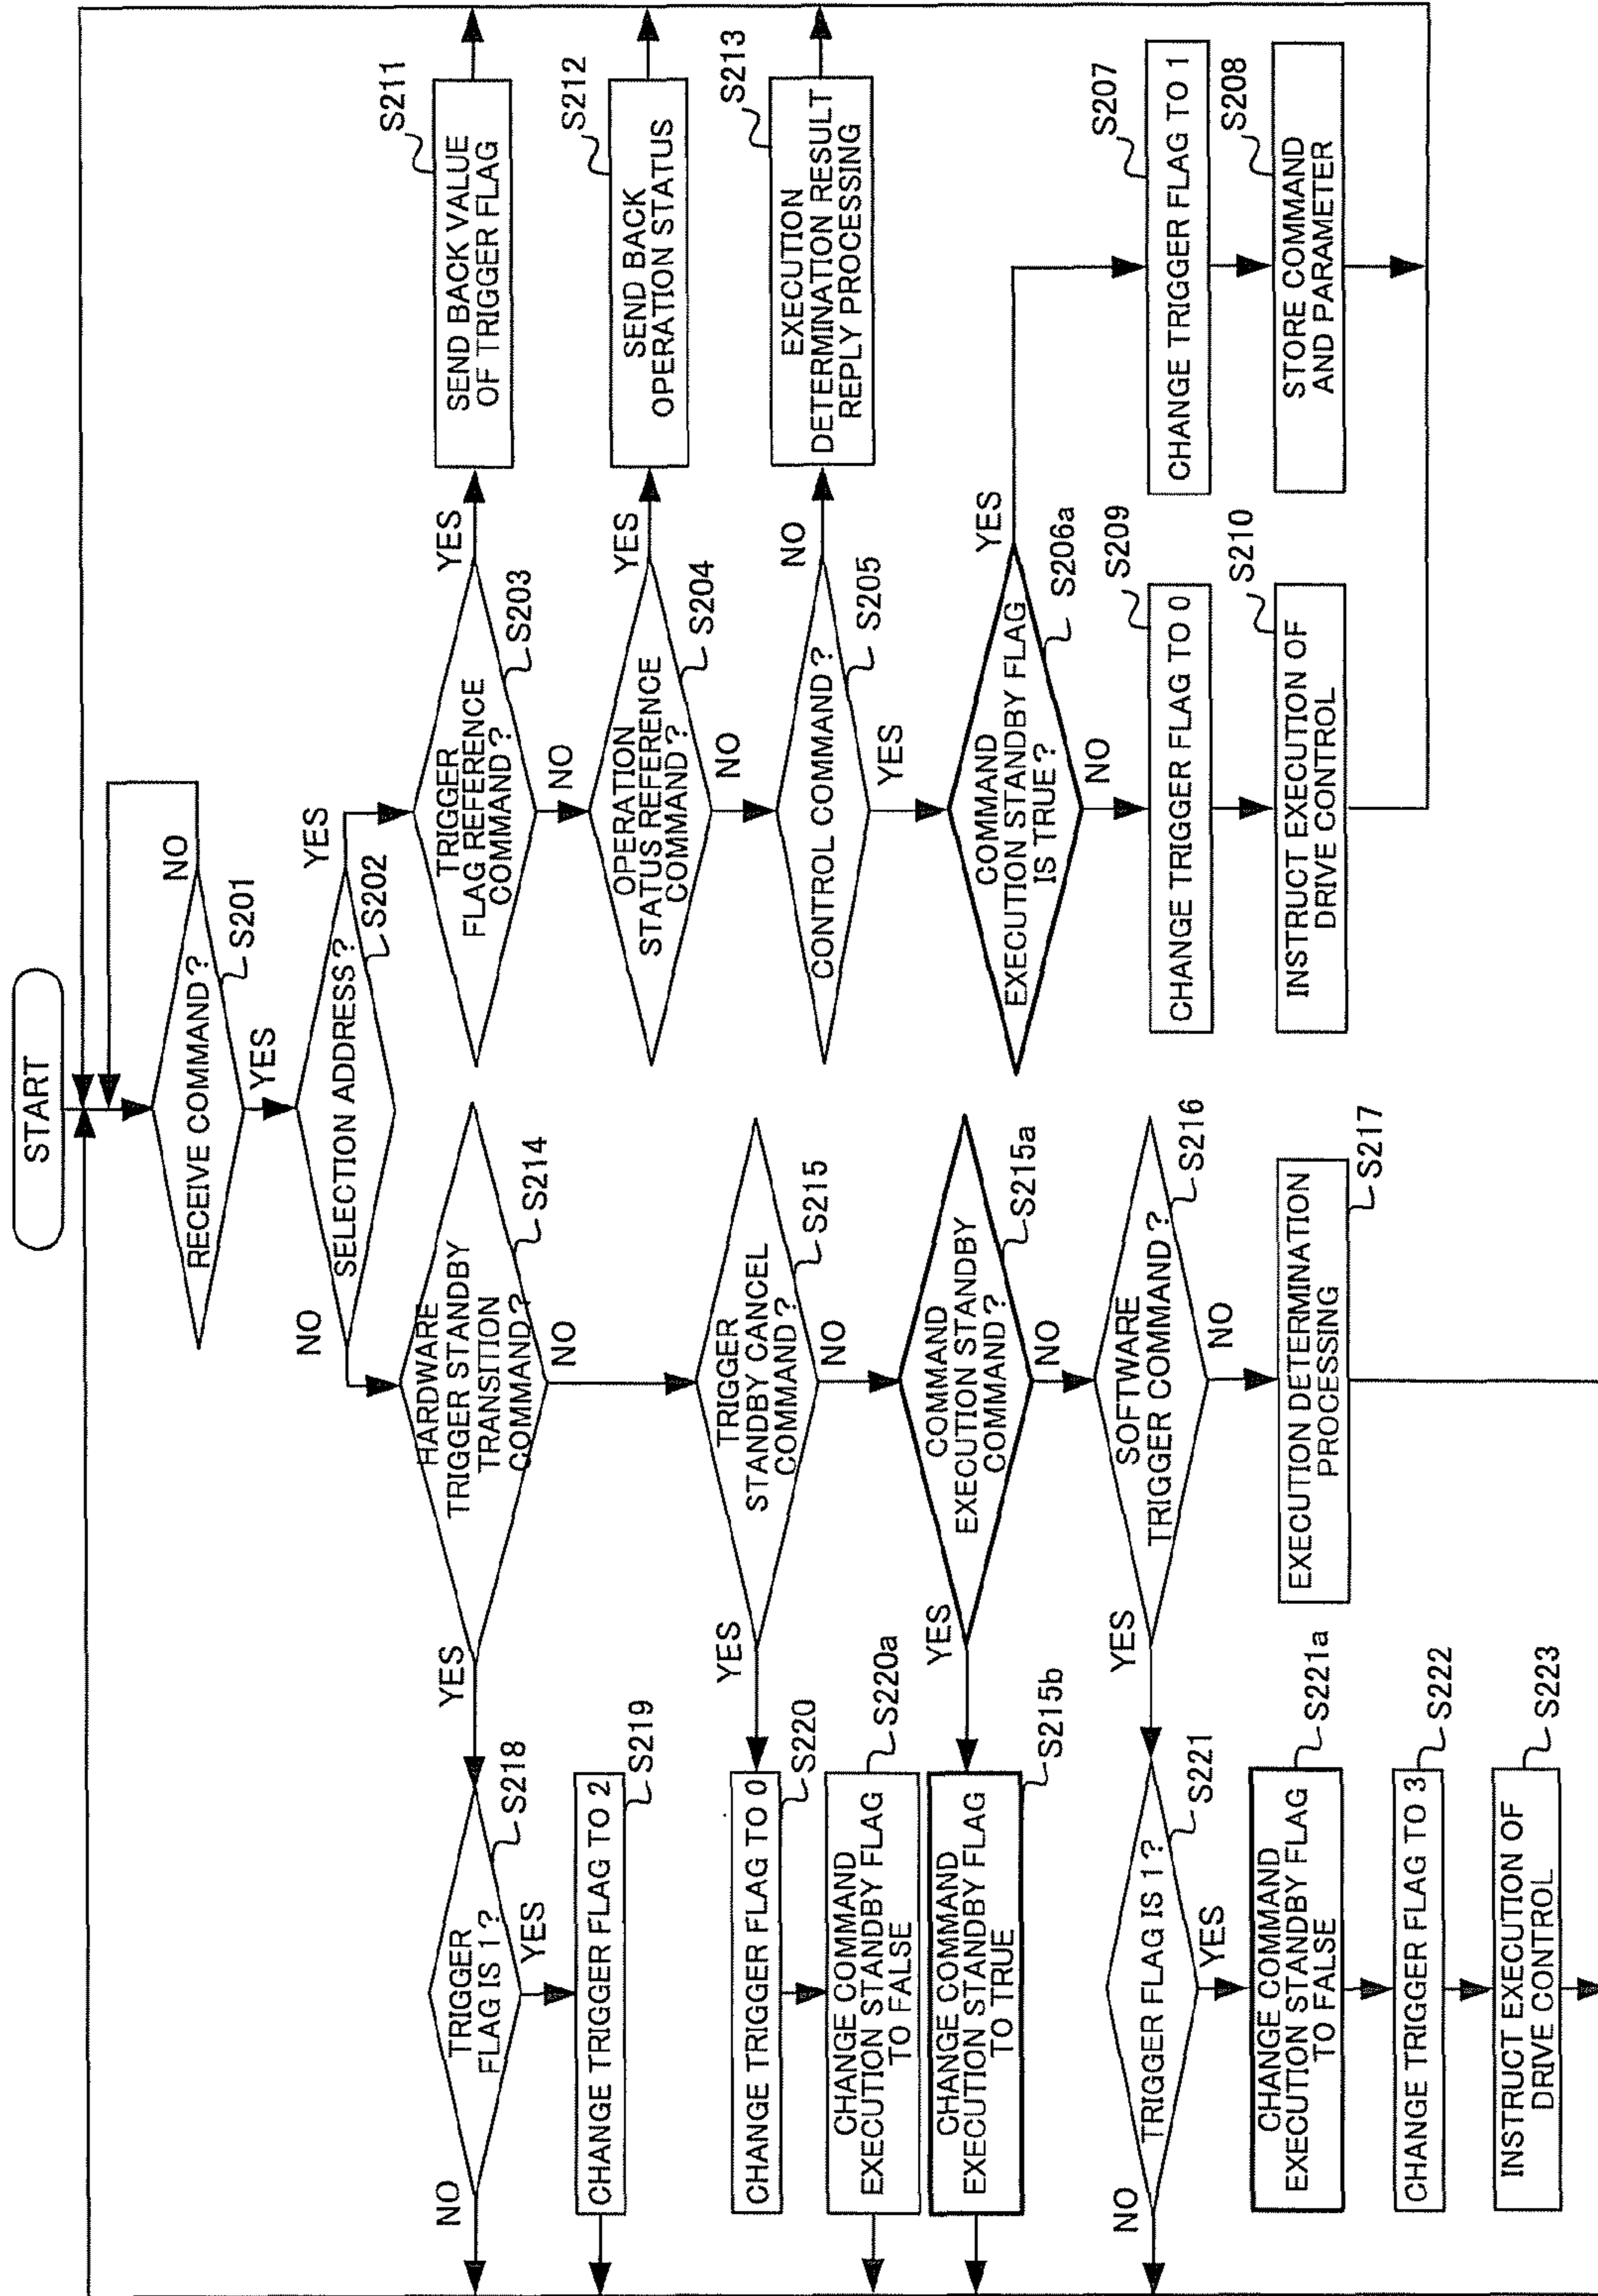 START
RECEIVE COMMAND?
S201
NO
YES
SELECTION ADDRESS?
S202
NO
YES
TRIGGER
FLAG REFERENCE
COMMAND?
S203
YES
NO
SEND BACK VALUE
OF TRIGGER FLAG
S211
OPERATION
STATUS REFERENCE
COMMAND?
S204
YES
NO
SEND BACK
OPERATION STATUS
S212
CONTROL COMMAND?
S205
NO
YES
EXECUTION
DETERMINATION RESULT
REPLY PROCESSING
S213
COMMAND
EXECUTION STANDBY FLAG
IS TRUE?
S206a
YES
NO
CHANGE TRIGGER FLAG TO 1
S207
STORE COMMAND
AND PARAMETER
S208
CHANGE TRIGGER FLAG TO 0
S209
INSTRUCT EXECUTION OF
DRIVE CONTROL
S210
HARDWARE
TRIGGER STANDBY
TRANSITION
COMMAND?
S214
YES
NO
TRIGGER
FLAG IS 1?
S218
NO
YES
CHANGE TRIGGER FLAG TO 2
S219
TRIGGER
STANDBY CANCEL
COMMAND?
S215
YES
NO
CHANGE TRIGGER FLAG TO 0
S220
CHANGE COMMAND
EXECUTION STANDBY FLAG
TO FALSE
S220a
COMMAND
EXECUTION STANDBY
COMMAND?
S215a
YES
NO
CHANGE COMMAND
EXECUTION STANDBY FLAG
TO TRUE
S215b
SOFTWARE
TRIGGER COMMAND?
S216
YES
NO
EXECUTION DETERMINATION
PROCESSING
S217
TRIGGER FLAG IS 1?
S221
NO
YES
CHANGE COMMAND
EXECUTION STANDBY FLAG
TO FALSE
S221a
CHANGE TRIGGER FLAG TO 3
S222
INSTRUCT EXECUTION OF
DRIVE CONTROL
S223